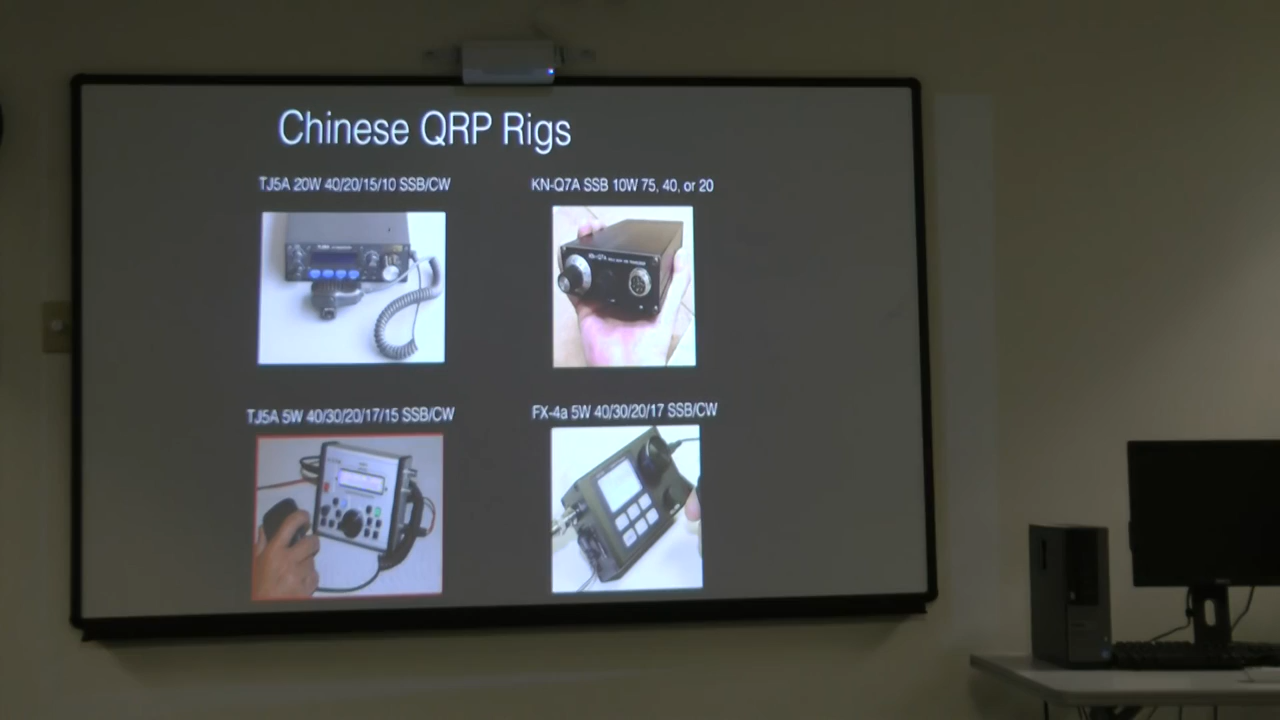 Chinese QRP Rigs
TJ5A 20W 40/20/15/10 SSB/CW
KN-Q7A SSB 10W 75, 40, or 20
TJ5A 5W 40/30/20/17/15 SSB/CW
FX-4a 5W 40/30/20/17 SSB/CW